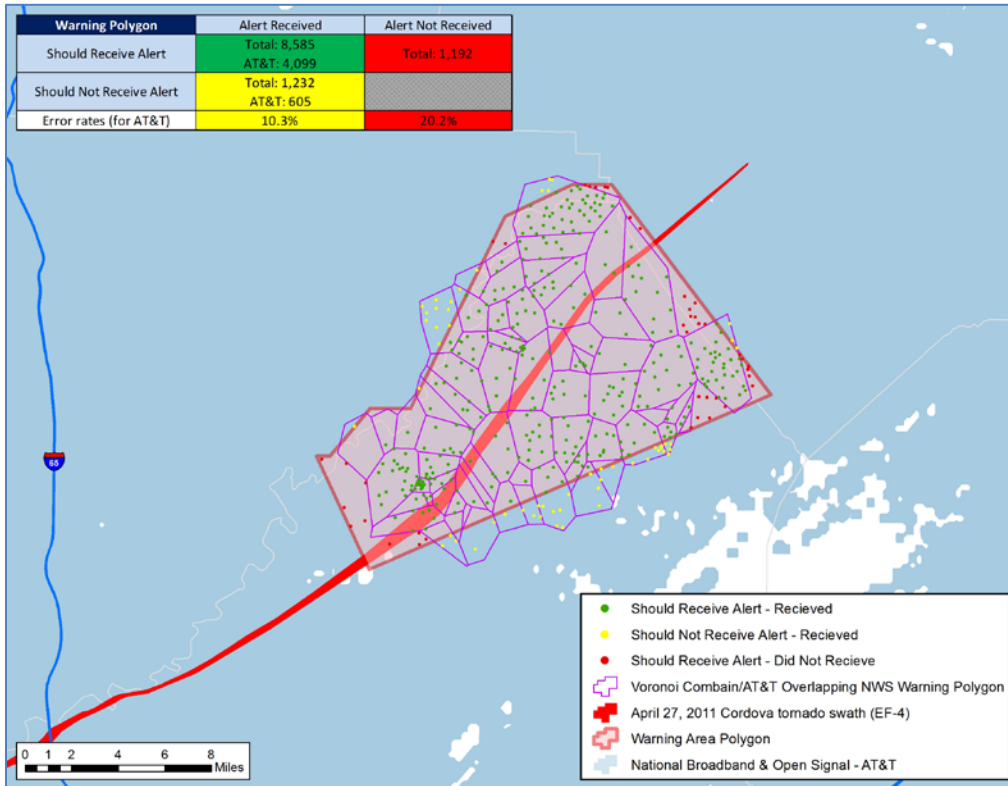 Warning Polygon Alert Received Alert Not Received
Should Receive Alert Total: 8,585 Total: 1,192
AT&T: 4,099
Should Not Receive Alert Total: 1,232
AT&T: 605
Error rates (for AT&T) 10.3% 20.2%
65
Should Receive Alert - Recieved
Should Not Receive Alert - Recieved
Should Receive Alert - Did Not Recieve
Voronoi Combain/AT&T Overlapping NWS Warning Polygon
April 27, 2011 Cordova tornado swath (EF-4)
Warning Area Polygon
National Broadband & Open Signal - AT&T
0 1 2 4 6 8
Miles